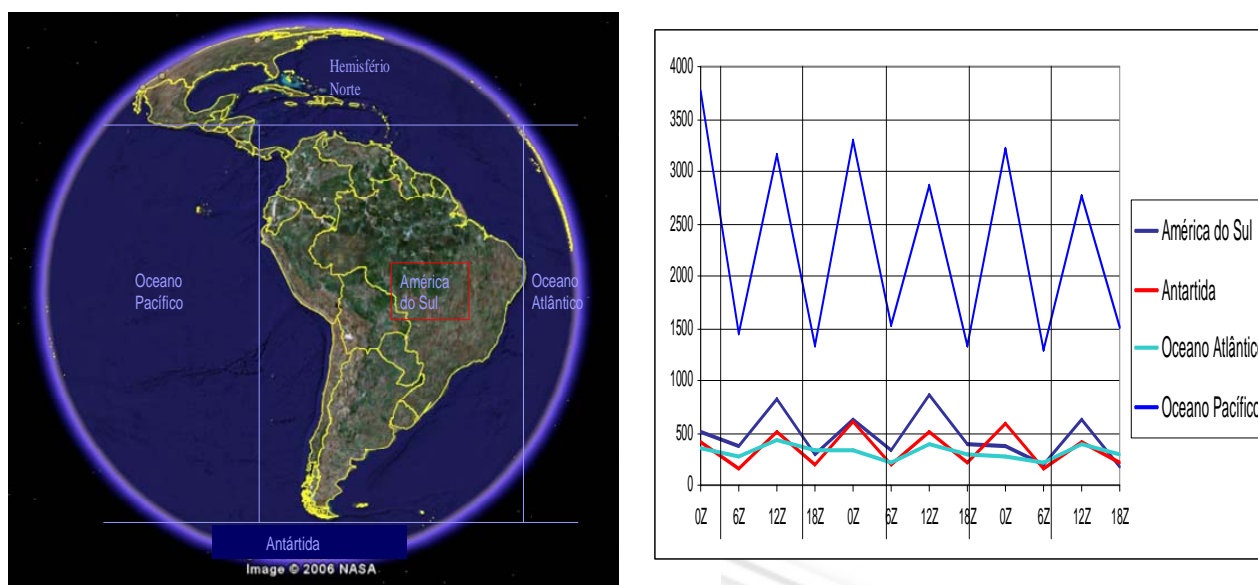 Hemisfério
Norte
Oceano
Pacífico
América
do Sul
Oceano
Atlântico
Antártida
Image © 2006 NASA
4000
3500
3000
2500
2000
1500
1000
500
0
0Z 6Z 12Z 18Z 0Z 6Z 12Z 18Z 0Z 6Z 12Z 18Z
América do Sul
Antartida
Oceano Atlântico
Oceano Pacífico